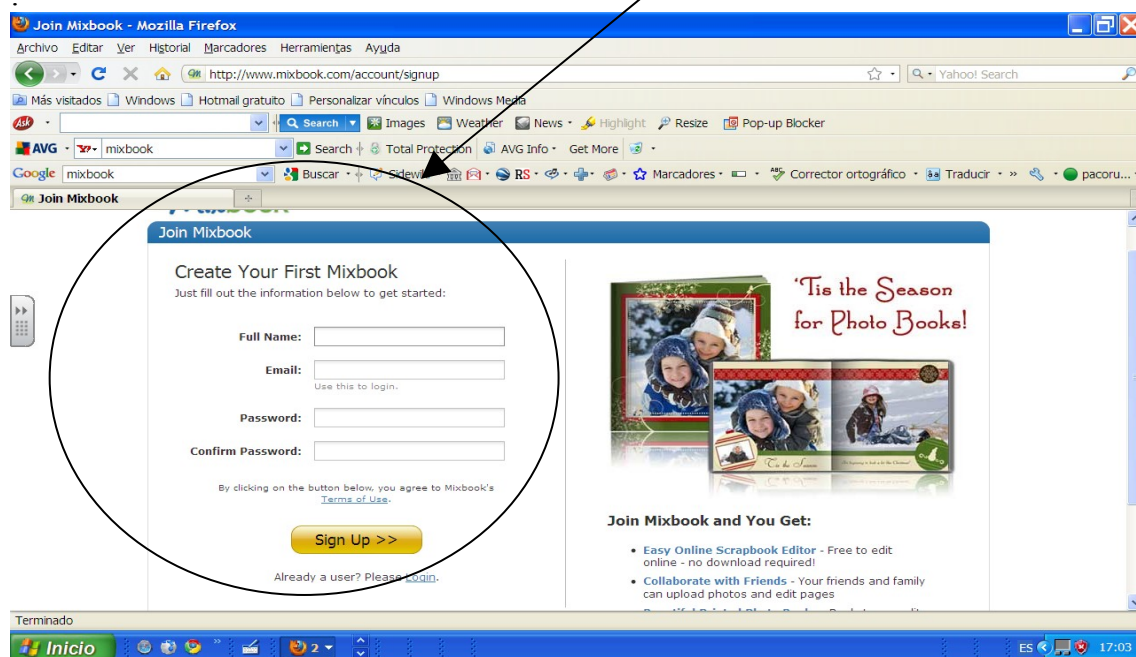 Join Mixbook - Mozilla Firefox
Archivo Editar Ver Historial Marcadores Herramientas Ayuda
http://www.mixbook.com/account/signup Yahoo! Search
Más visitados Windows Hotmail gratuito Personalizar vínculos Windows Media
Ask Search Images Weather News Highlight Resize Pop-up Blocker
AVG mixbook Search Total Protection AVG Info Get More
Google mixbook Buscar RS Marcadores Corrector ortográfico Traducir » pacoru...
Join Mixbook
Join Mixbook
Create Your First Mixbook
Just fill out the information below to get started:
Full Name:
Email:
Use this to login.
Password:
Confirm Password:
By clicking on the button below, you agree to Mixbook's
Terms of Use.
Sign Up >>
Already a user? Please Login.
'Tis the Season
for Photo Books!
Join Mixbook and You Get:
• Easy Online Scrapbook Editor - Free to edit
online - no download required!
• Collaborate with Friends - Your friends and family
can upload photos and edit pages
Terminado
Inicio » 2 ES 17:03